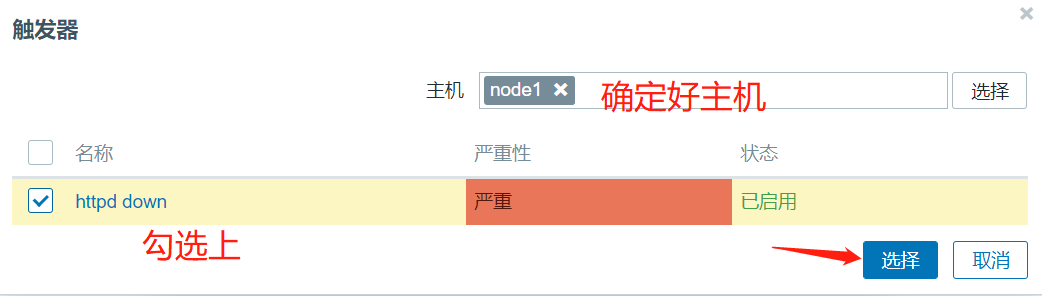 触发器
主机 node1 确定好主机 选择
名称 严重性 状态
httpd down 严重 已启用
勾选上
选择 取消